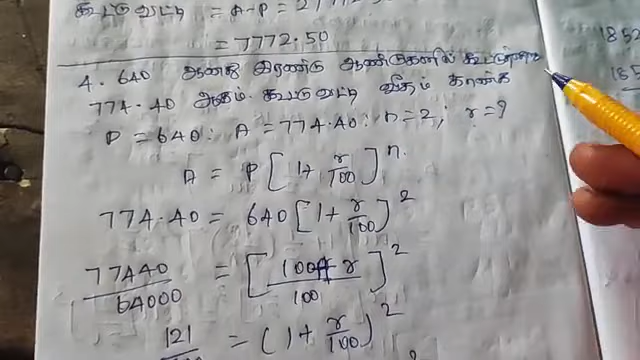 கூட்டு வட்டி = A-P =
= 7772.50
4. 640 ஆனது இரண்டு ஆண்டுகளில்
774.40 ஆகும். கூட்டு வட்டி வீதம் காண்க
P = 640: A = 774.40: n = 2; r = ?
A = P [ 1 + r/100 ]^n.
774.40 = 640 [ 1 + r/100 ]^2
77440/64000 = [ 100+r/100 ]^2
121 = ( 1 + r/100 )^2